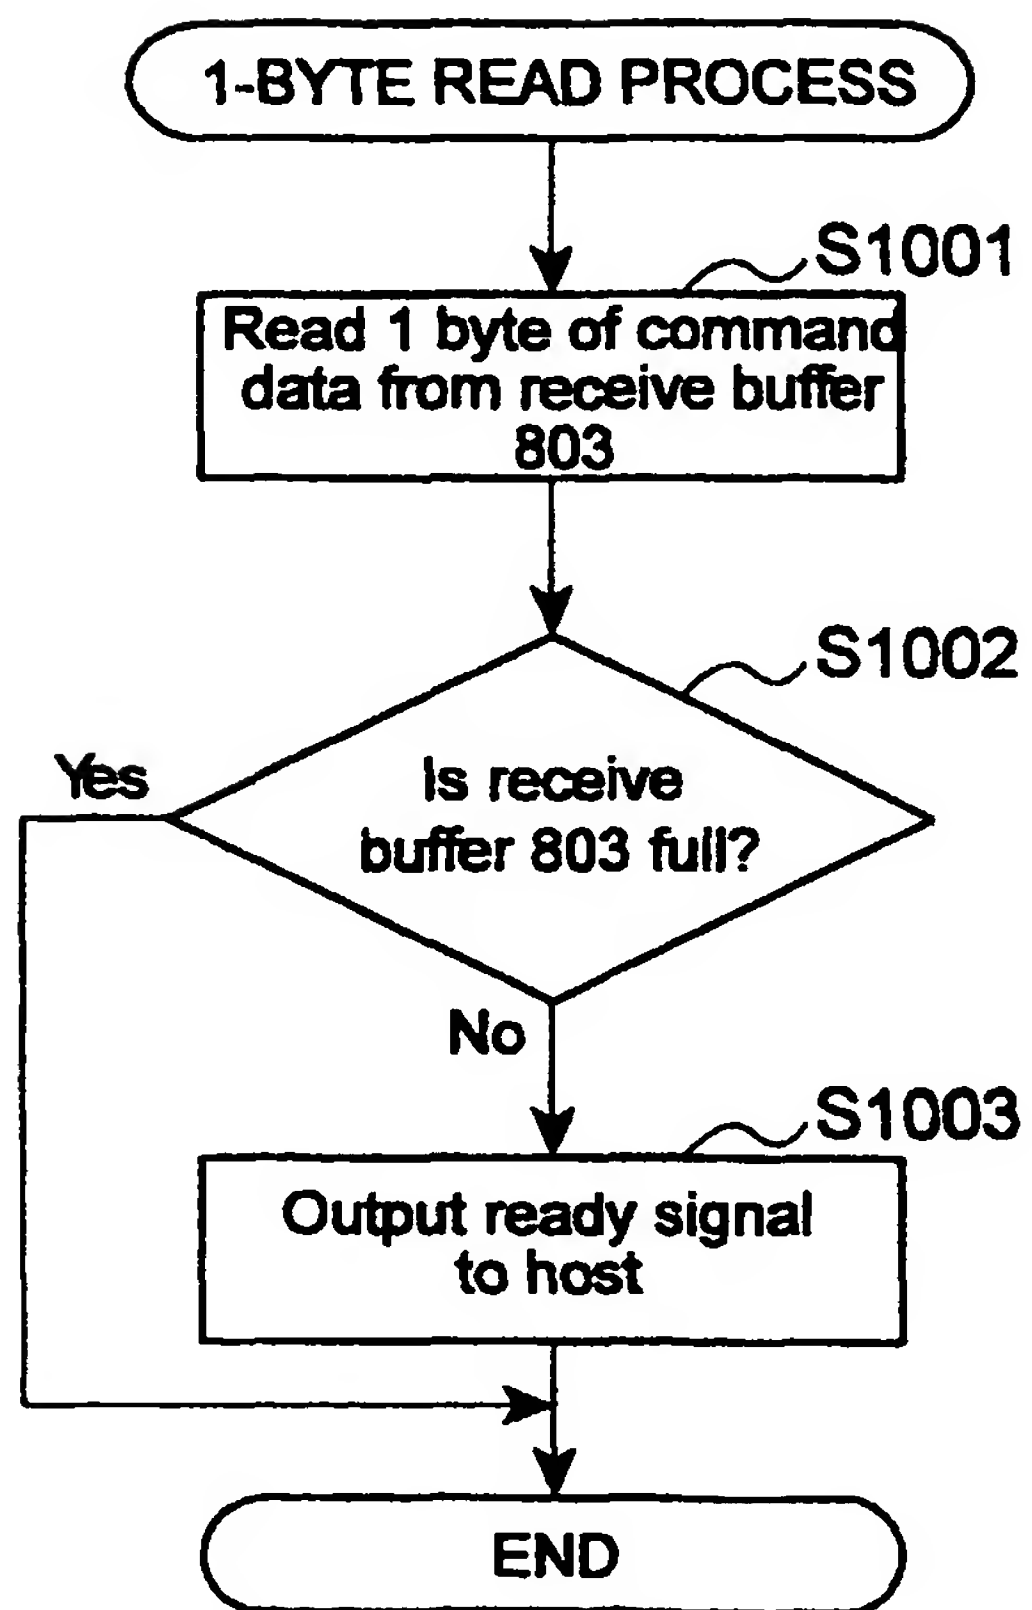 1-BYTE READ PROCESS
S1001
Read 1 byte of command
data from receive buffer
803
S1002
Yes
Is receive
buffer 803 full?
No
S1003
Output ready signal
to host
END